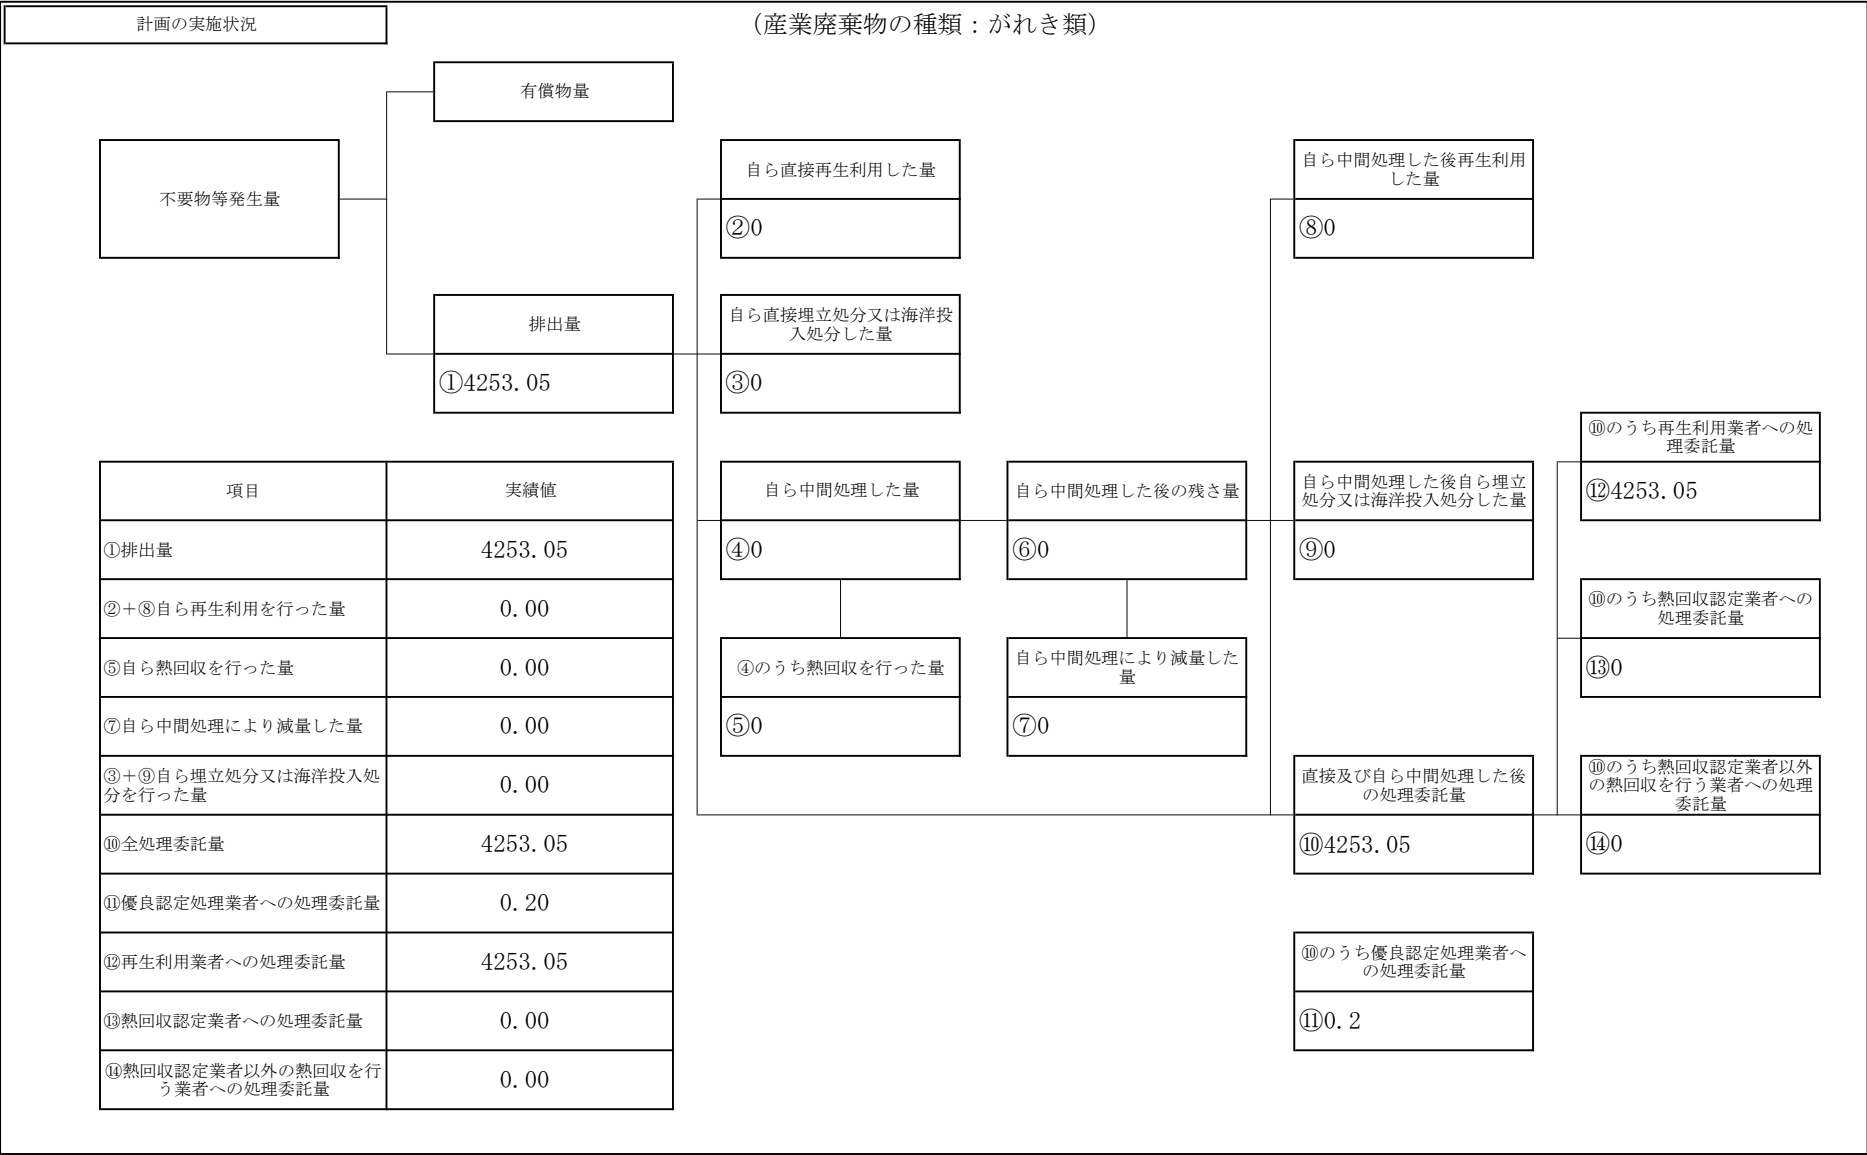 計画の実施状況
（産業廃棄物の種類：がれき類）
有償物量
不要物等発生量
自ら直接再生利用した量
②0
自ら中間処理した後再生利用
した量
⑧0
排出量
①4253.05
自ら直接埋立処分又は海洋投
入処分した量
③0
⑩のうち再生利用業者への処
理委託量
⑫4253.05
自ら中間処理した量
④0
自ら中間処理した後の残さ量
⑥0
自ら中間処理した後自ら埋立
処分又は海洋投入処分した量
⑨0
⑩のうち熱回収認定業者への
処理委託量
⑬0
④のうち熱回収を行った量
⑤0
自ら中間処理により減量した
量
⑦0
直接及び自ら中間処理した後
の処理委託量
⑩4253.05
⑩のうち熱回収認定業者以外
の熱回収を行う業者への処理
委託量
⑭0
⑩のうち優良認定処理業者へ
の処理委託量
⑪0.2
項目 実績値
①排出量 4253.05
②＋⑧自ら再生利用を行った量 0.00
⑤自ら熱回収を行った量 0.00
⑦自ら中間処理により減量した量 0.00
③＋⑨自ら埋立処分又は海洋投入処
分を行った量 0.00
⑩全処理委託量 4253.05
⑪優良認定処理業者への処理委託量 0.20
⑫再生利用業者への処理委託量 4253.05
⑬熱回収認定業者への処理委託量 0.00
⑭熱回収認定業者以外の熱回収を行
う業者への処理委託量 0.00